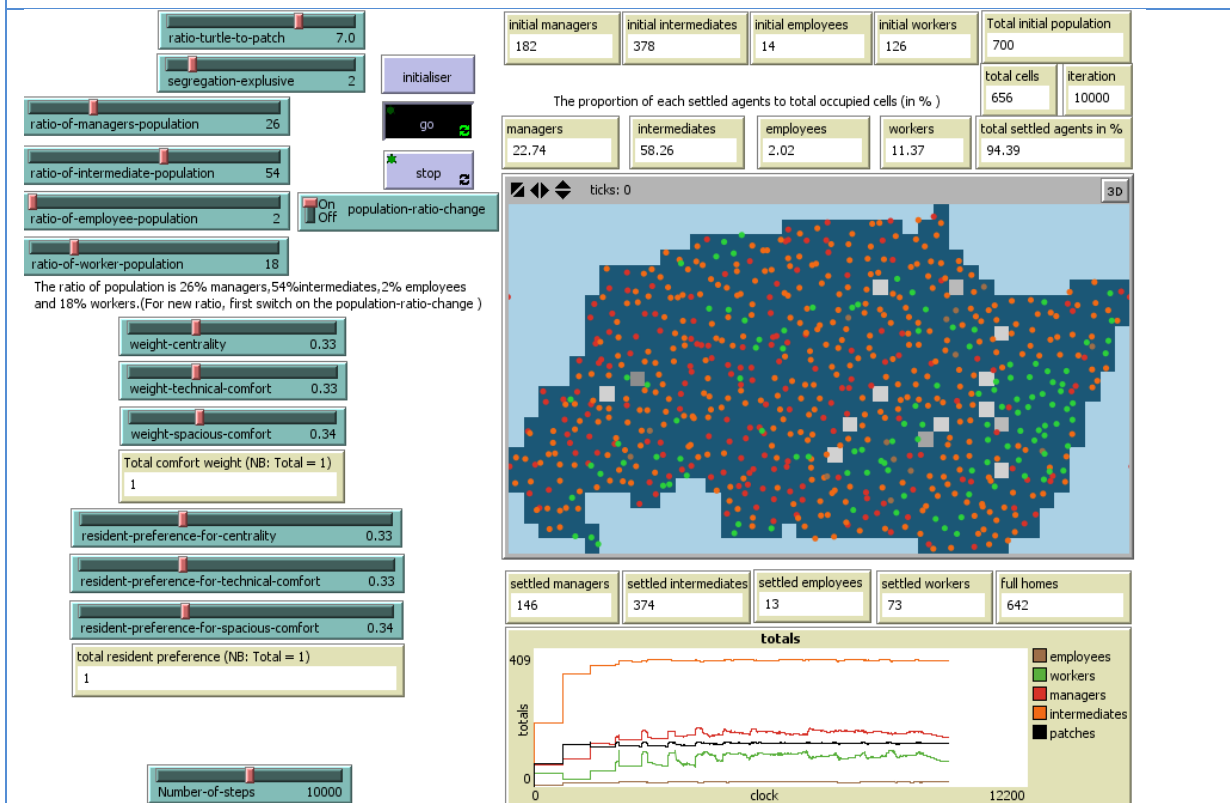 ratio-turtle-to-patch 7.0
segregation-explusive 2
initialiser
ratio-of-managers-population 26
go
ratio-of-intermediate-population 54
stop
ratio-of-employee-population 2
On
Off
population-ratio-change
ratio-of-worker-population 18
The ratio of population is 26% managers,54%intermediates,2% employees
and 18% workers.(For new ratio, first switch on the population-ratio-change )
weight-centrality 0.33
weight-technical-comfort 0.33
weight-spacious-comfort 0.34
Total comfort weight (NB: Total = 1)
1
resident-preference-for-centrality 0.33
resident-preference-for-technical-comfort 0.33
resident-preference-for-spacious-comfort 0.34
total resident preference (NB: Total = 1)
1
Number-of-steps 10000
initial managers
182
initial intermediates
378
initial employees
14
initial workers
126
Total initial population
700
total cells
656
iteration
10000
The proportion of each settled agents to total occupied cells (in % )
managers
22.74
intermediates
58.26
employees
2.02
workers
11.37
total settled agents in %
94.39
ticks: 0
3D
settled managers
146
settled intermediates
374
settled employees
13
settled workers
73
full homes
642
totals
409
totals
0
0
clock
12200
employees
workers
managers
intermediates
patches